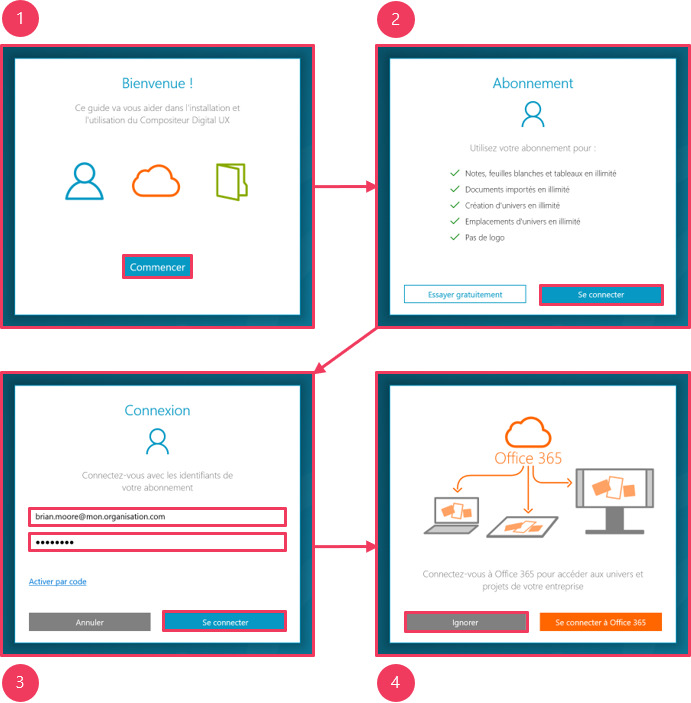 1
Bienvenue !
Ce guide va vous aider dans l'installation et
l'utilisation du Compositeur Digital UX
Commencer
2
Abonnement
Utilisez votre abonnement pour :
Notes, feuilles blanches et tableaux en illimité
Documents importés en illimité
Création d'univers en illimité
Emplacements d'univers en illimité
Pas de logo
Essayer gratuitement
Se connecter
Connexion
Connectez-vous avec les identifiants de
votre abonnement
brian.moore@mon.organisation.com
••••••••
Activer par code
Annuler
Se connecter
3
Office 365
Connectez-vous à Office 365 pour accéder aux univers et
projets de votre entreprise
Ignorer
Se connecter à Office 365
4